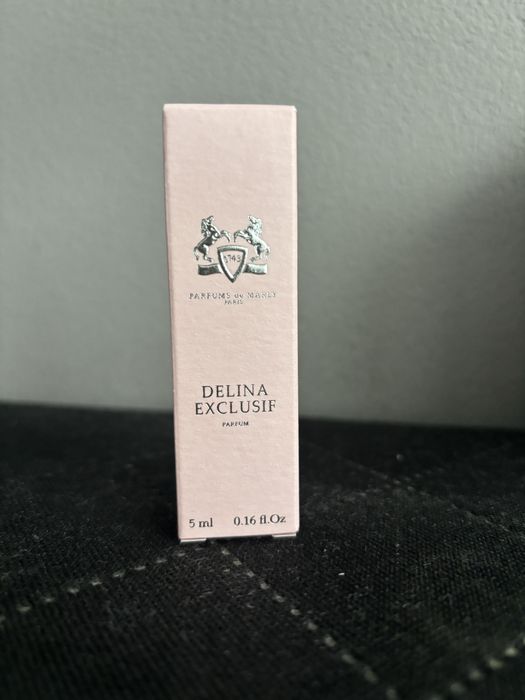 1743
PARFUMS de MARLY
PARIS
DELINA
EXCLUSIF
PARFUM
5 ml 0.16 fl.Oz